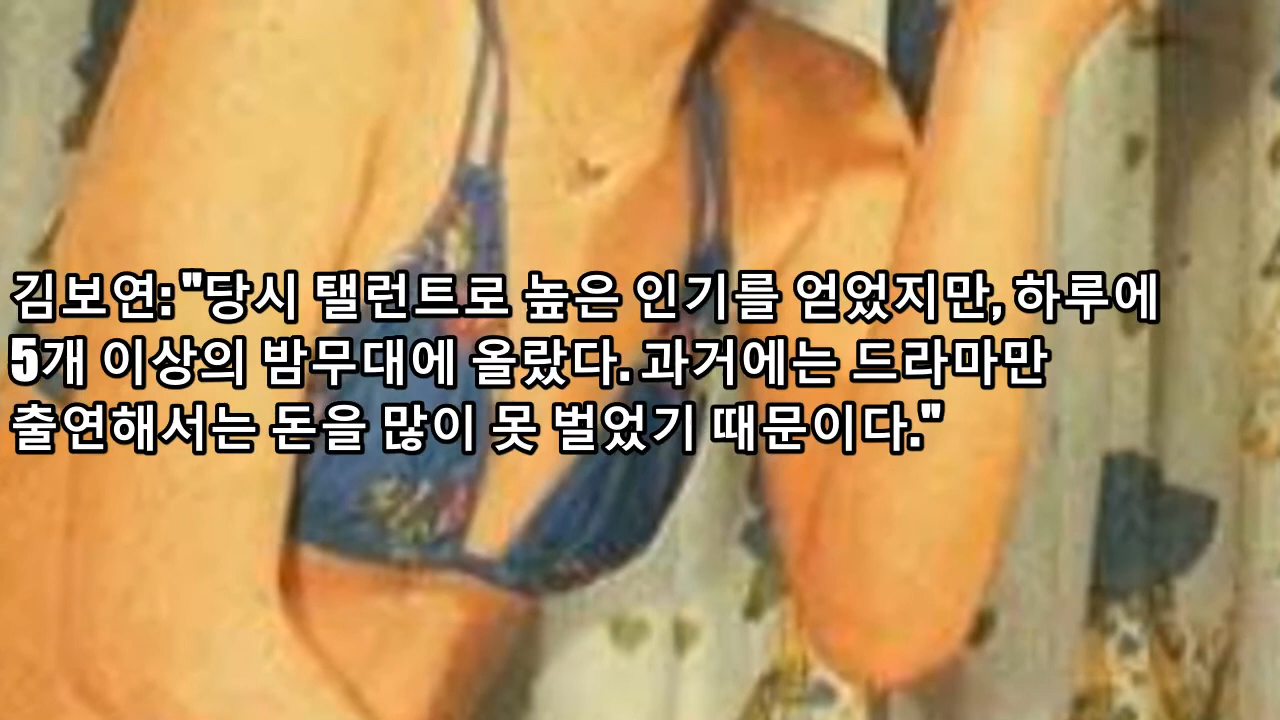 김보연: "당시 탤런트로 높은 인기를 얻었지만, 하루에
5개 이상의 밤무대에 올랐다. 과거에는 드라마만
출연해서는 돈을 많이 못 벌었기 때문이다."